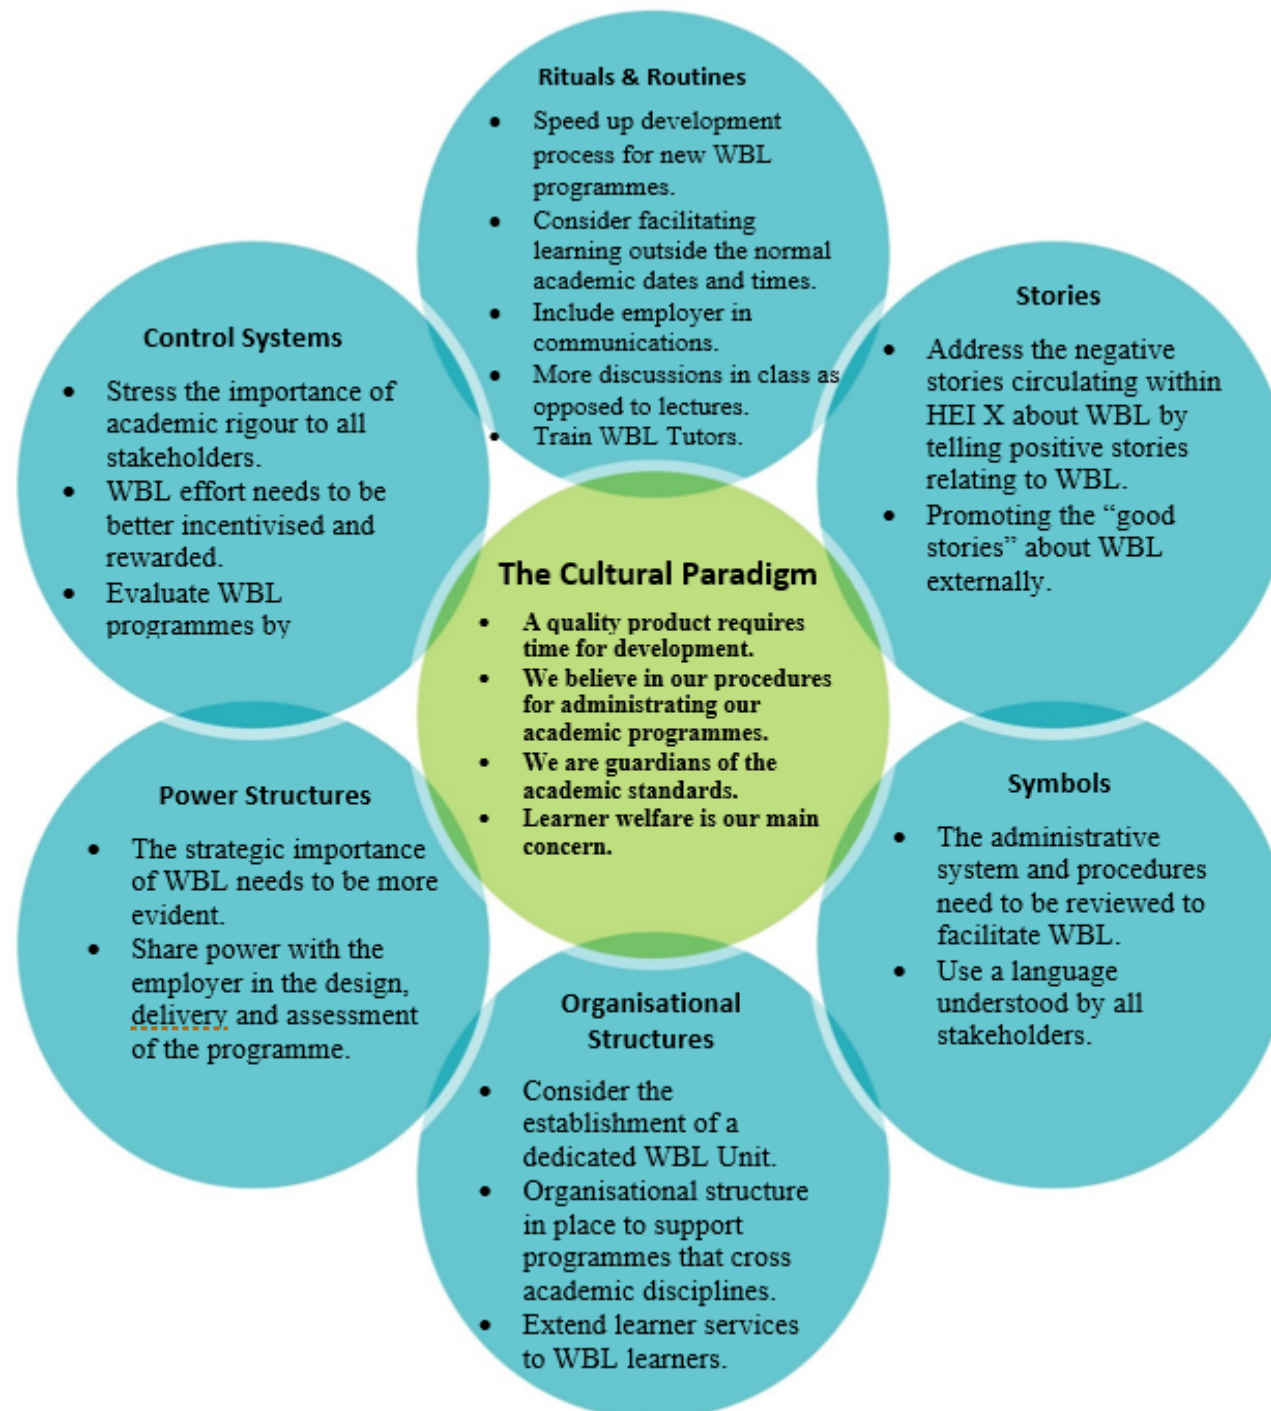 Rituals & Routines
• Speed up development
process for new WBL
programmes.
• Consider facilitating
learning outside the normal
academic dates and times.
• Include employer in
communications.
• More discussions in class as
opposed to lectures.
• Train WBL Tutors.
Stories
• Address the negative
stories circulating within
HEI X about WBL by
telling positive stories
relating to WBL.
• Promoting the “good
stories” about WBL
externally.
Symbols
• The administrative
system and procedures
need to be reviewed to
facilitate WBL.
• Use a language
understood by all
stakeholders.
Organisational
Structures
• Consider the
establishment of a
dedicated WBL Unit.
• Organisational structure
in place to support
programmes that cross
academic disciplines.
• Extend learner services
to WBL learners.
Power Structures
• The strategic importance
of WBL needs to be more
evident.
• Share power with the
employer in the design,
delivery and assessment
of the programme.
Control Systems
• Stress the importance of
academic rigour to all
stakeholders.
• WBL effort needs to be
better incentivised and
rewarded.
• Evaluate WBL
programmes by
The Cultural Paradigm
• A quality product requires
time for development.
• We believe in our procedures
for administrating our
academic programmes.
• We are guardians of the
academic standards.
• Learner welfare is our main
concern.